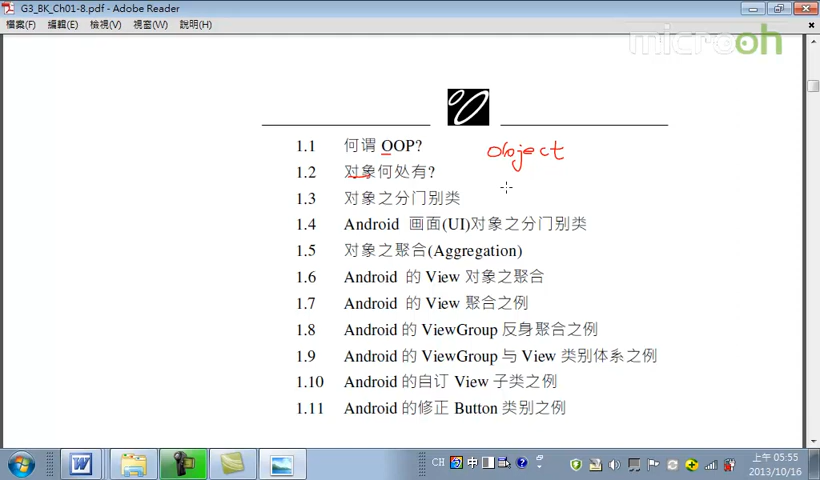 G3_BK_Ch01-8.pdf - Adobe Reader
檔案(F) 編輯(E) 檢視(V) 視窗(W) 說明(H)
microoh
1.1 何谓 OOP?
object
1.2 对象何处有?
1.3 对象之分门别类
1.4 Android 画面(UI)对象之分门别类
1.5 对象之聚合(Aggregation)
1.6 Android 的 View 对象之聚合
1.7 Android 的 View 聚合之例
1.8 Android 的 ViewGroup 反身聚合之例
1.9 Android 的 ViewGroup 与 View 类别体系之例
1.10 Android 的自订 View 子类之例
1.11 Android 的修正 Button 类别之例
CH 中
上午 05:55
2013/10/16